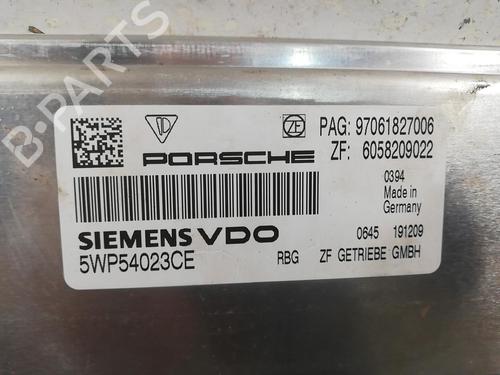 B-PARTS
PAG: 97061827006
ZF
PORSCHE
ZF: 6058209022
0394
Made in
Germany
SIEMENS VDO
0645 191209
5WP54023CE
RBG ZF GETRIEBE GMBH